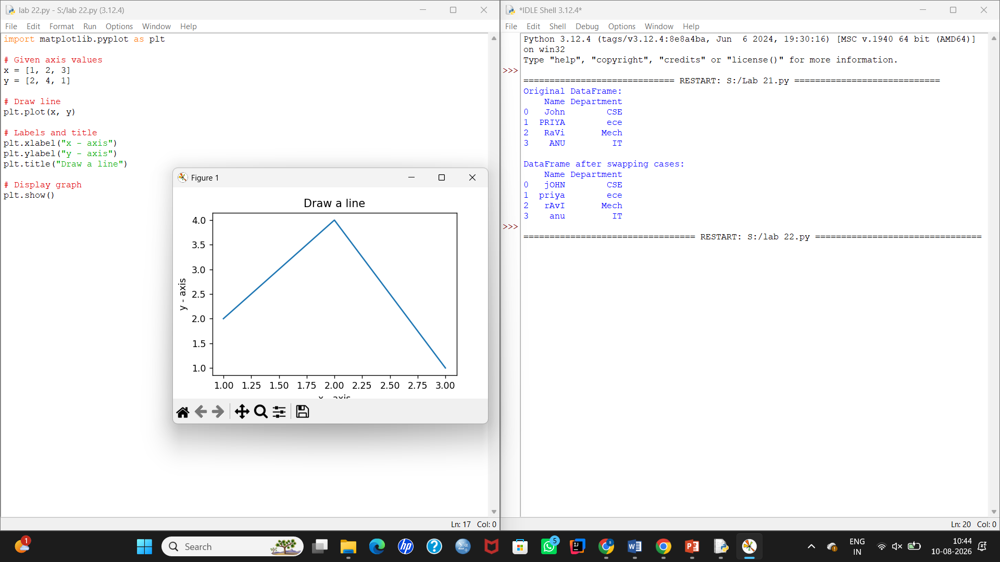 lab 22.py - S:/lab 22.py (3.12.4)
File Edit Format Run Options Window Help
import matplotlib.pyplot as plt
# Given axis values
x = [1, 2, 3]
y = [2, 4, 1]
# Draw line
plt.plot(x, y)
# Labels and title
plt.xlabel("x - axis")
plt.ylabel("y - axis")
plt.title("Draw a line")
# Display graph
plt.show()
Ln: 17 Col: 0
Figure 1
Draw a line
4.0
3.5
3.0
2.5
2.0
1.5
1.0
y - axis
1.00 1.25 1.50 1.75 2.00 2.25 2.50 2.75 3.00
x - axis
*IDLE Shell 3.12.4*
File Edit Shell Debug Options Window Help
Python 3.12.4 (tags/v3.12.4:8e8a4ba, Jun  6 2024, 19:30:16) [MSC v.1940 64 bit (AMD64)]
on win32
Type "help", "copyright", "credits" or "license()" for more information.
>>>
============================= RESTART: S:/Lab 21.py ============================
Original DataFrame:
    Name Department
0   John        CSE
1  PRIYA        ece
2   RaVi       Mech
3    ANU         IT
DataFrame after swapping cases:
    Name Department
0   jOHN        CSE
1  priya        ece
2   rAvI       Mech
3    anu         IT
>>>
================================= RESTART: S:/lab 22.py ================================
Ln: 20 Col: 0
1
Search
hp
?
Σα
5
IJ
S
W
P
ENG
IN
10:44
10-08-2026